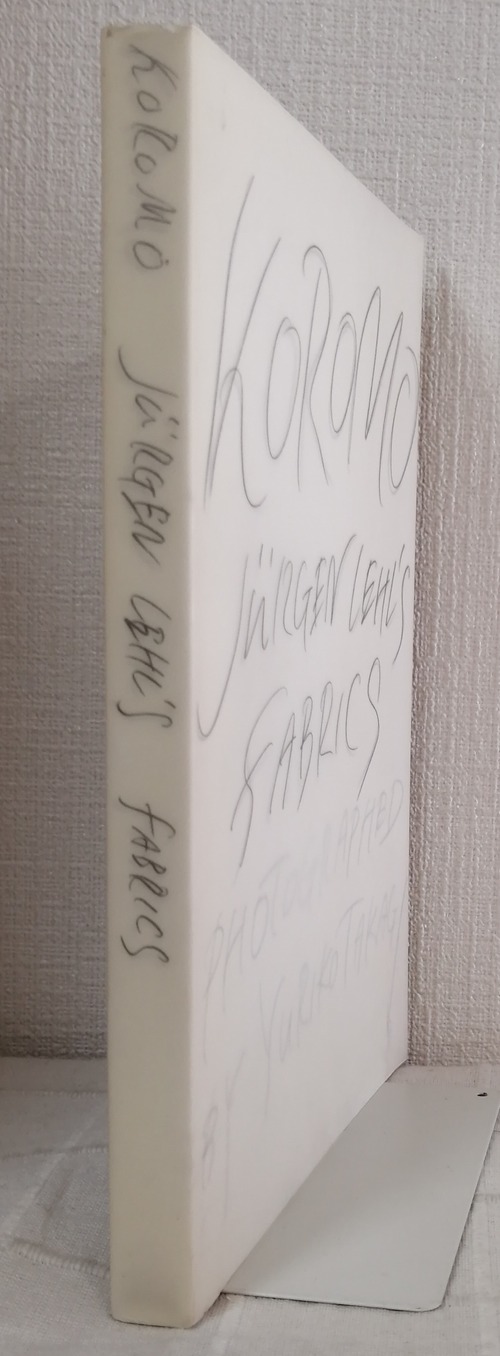 KOROMO JÜRGEN LEHL'S FABRICS
KOROMO
JÜRGEN LEHL'S
FABRICS
PHOTOGRAPHED
BY YURIKO TAKAGI